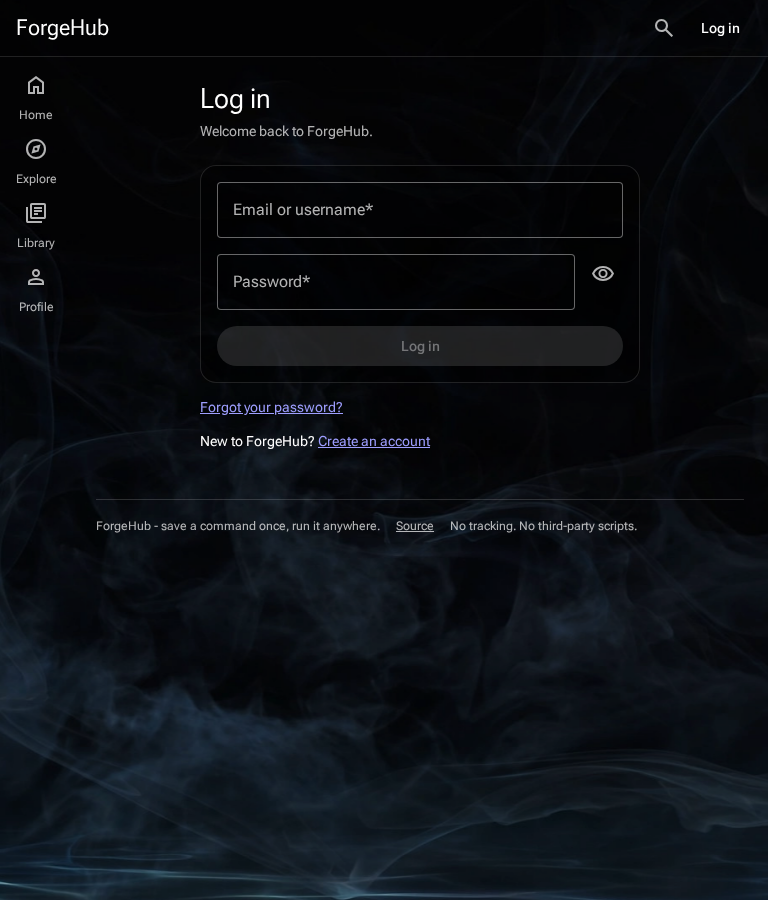 ForgeHub
Log in
Home
Explore
Library
Profile
Log in
Welcome back to ForgeHub.
Email or username*
Password*
Log in
Forgot your password?
New to ForgeHub? Create an account
ForgeHub - save a command once, run it anywhere. Source No tracking. No third-party scripts.